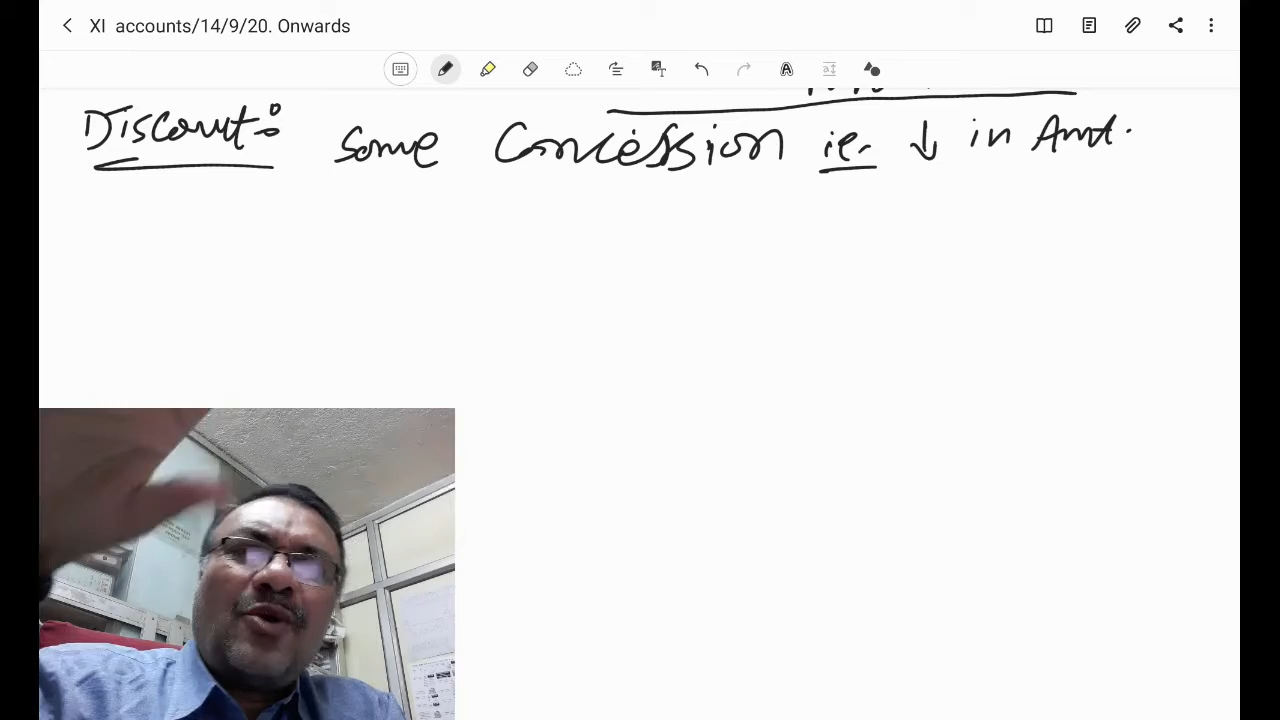 XI accounts/14/9/20. Onwards
Discount:- Some Concession ie. ↓ in Amt.